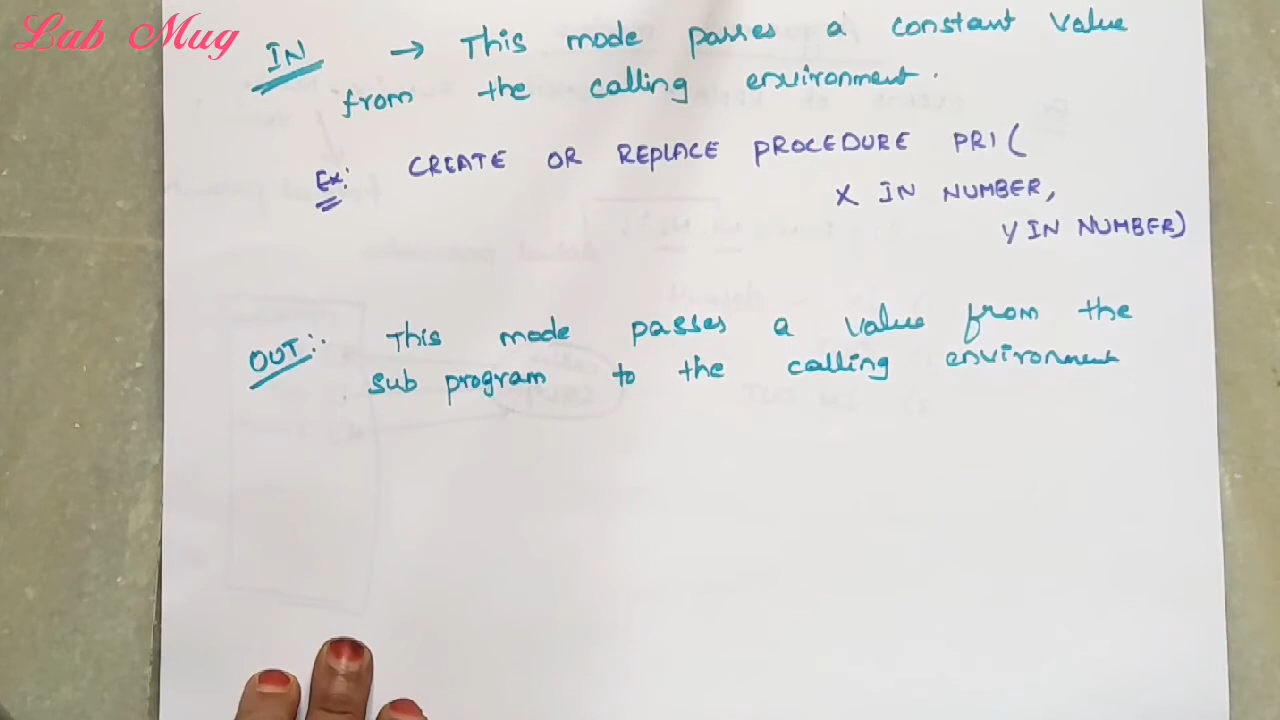 Lab Mug
IN → This mode passes a constant value
from the calling environment.
Ex: CREATE OR REPLACE PROCEDURE PRI (
X IN NUMBER,
Y IN NUMBER)
OUT:- This mode passes a value from the
sub program to the calling environment